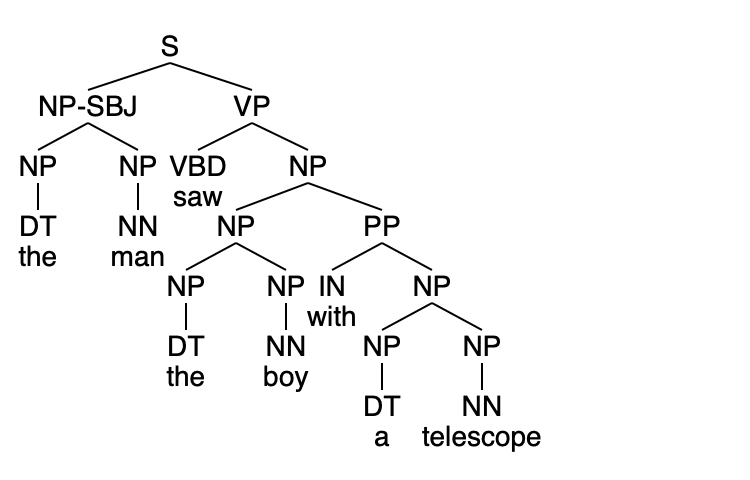 S
NP-SBJ VP
NP NP VBD NP
saw
DT NN NP PP
the man
NP NP IN NP
with
DT NN NP NP
the boy
DT NN
a telescope